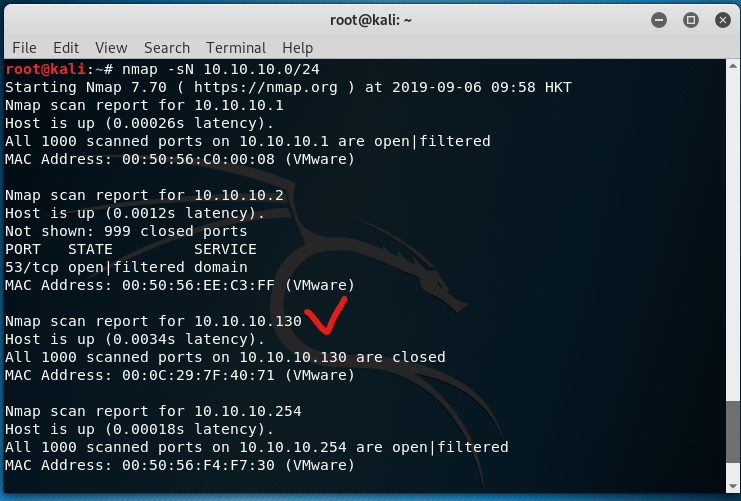 root@kali: ~
File Edit View Search Terminal Help
root@kali:~# nmap -sN 10.10.10.0/24
Starting Nmap 7.70 ( https://nmap.org ) at 2019-09-06 09:58 HKT
Nmap scan report for 10.10.10.1
Host is up (0.00026s latency).
All 1000 scanned ports on 10.10.10.1 are open|filtered
MAC Address: 00:50:56:C0:00:08 (VMware)
Nmap scan report for 10.10.10.2
Host is up (0.0012s latency).
Not shown: 999 closed ports
PORT   STATE         SERVICE
53/tcp open|filtered domain
MAC Address: 00:50:56:EE:C3:FF (VMware)
Nmap scan report for 10.10.10.130
Host is up (0.0034s latency).
All 1000 scanned ports on 10.10.10.130 are closed
MAC Address: 00:0C:29:7F:40:71 (VMware)
Nmap scan report for 10.10.10.254
Host is up (0.00018s latency).
All 1000 scanned ports on 10.10.10.254 are open|filtered
MAC Address: 00:50:56:F4:F7:30 (VMware)